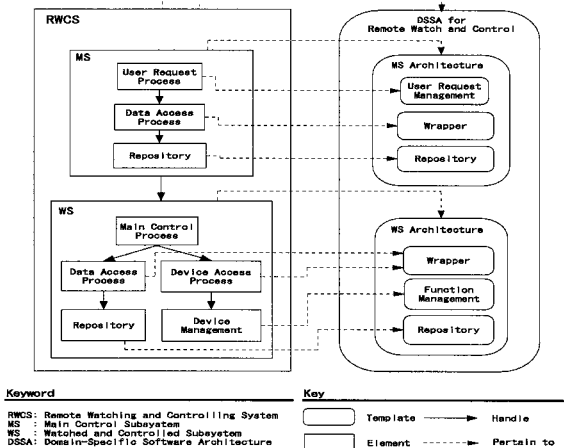 RWCS
DSSA for
Remote Watch and Control
MS
User Request
Process
Data Access
Process
Repository
MS Architecture
User Request
Management
Wrapper
Repository
WS
Main Control
Process
Data Access
Process
Device Access
Process
Repository
Device
Management
WS Architecture
Wrapper
Function
Management
Repository
Keyword
RWCS: Remote Watching and Controlling System
MS : Main Control Subsystem
WS : Watched and Controlled Subsystem
DSSA: Domain-Specific Software Architecture
Key
Template
Handle
Element
Pertain to